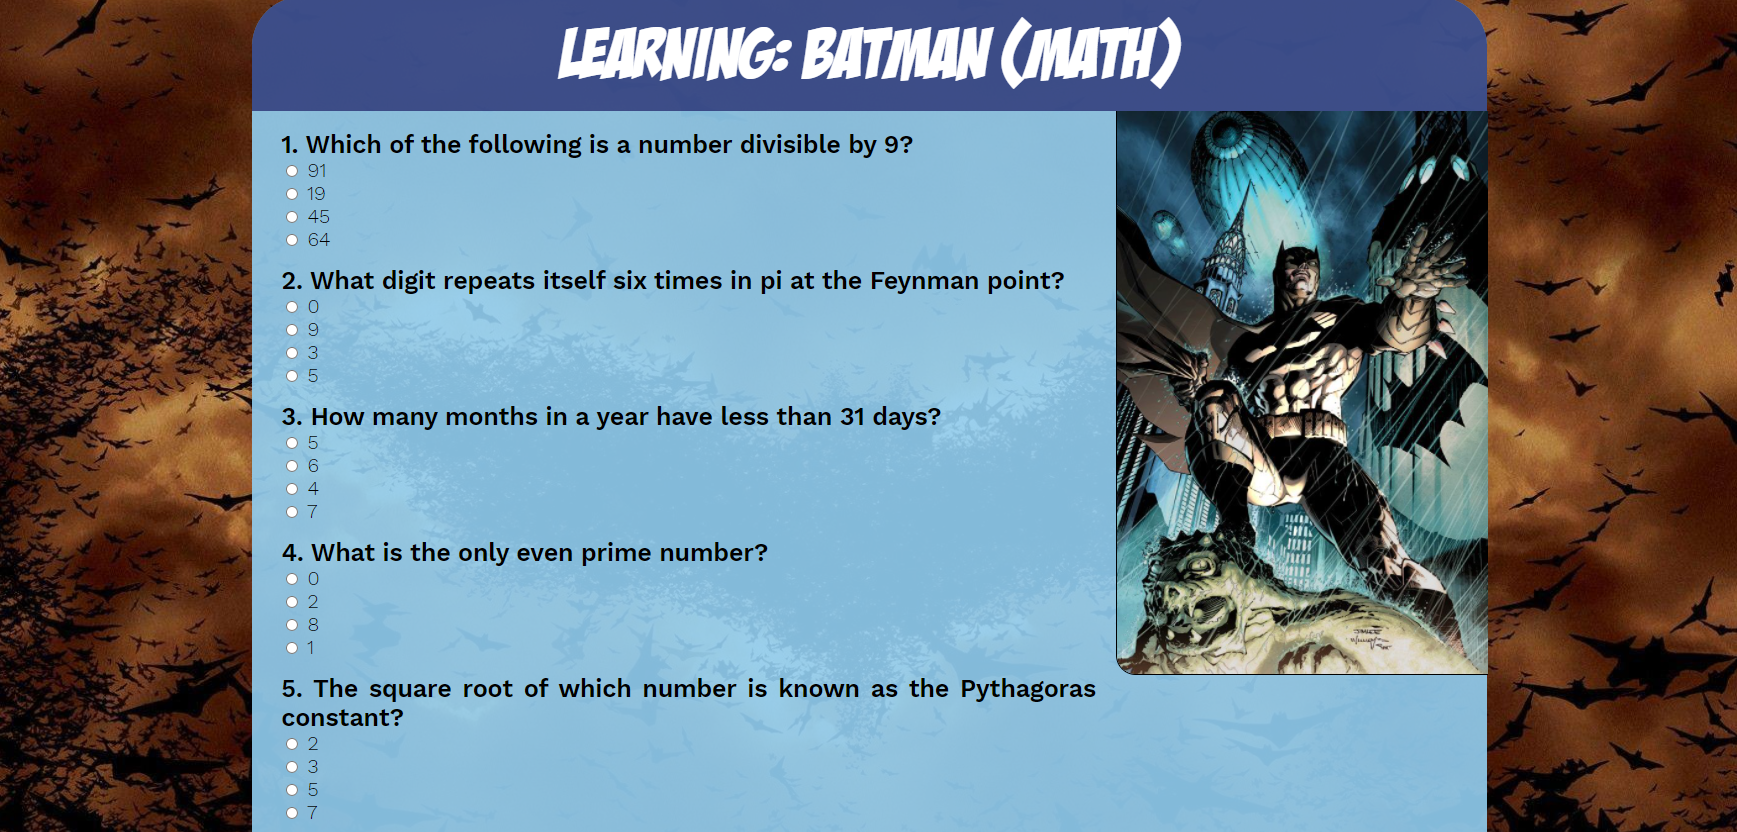 LEARNING: BATMAN (MATH)
1. Which of the following is a number divisible by 9?
91
19
45
64
2. What digit repeats itself six times in pi at the Feynman point?
0
9
3
5
3. How many months in a year have less than 31 days?
5
6
4
7
4. What is the only even prime number?
0
2
8
1
5. The square root of which number is known as the Pythagoras
constant?
2
3
5
7